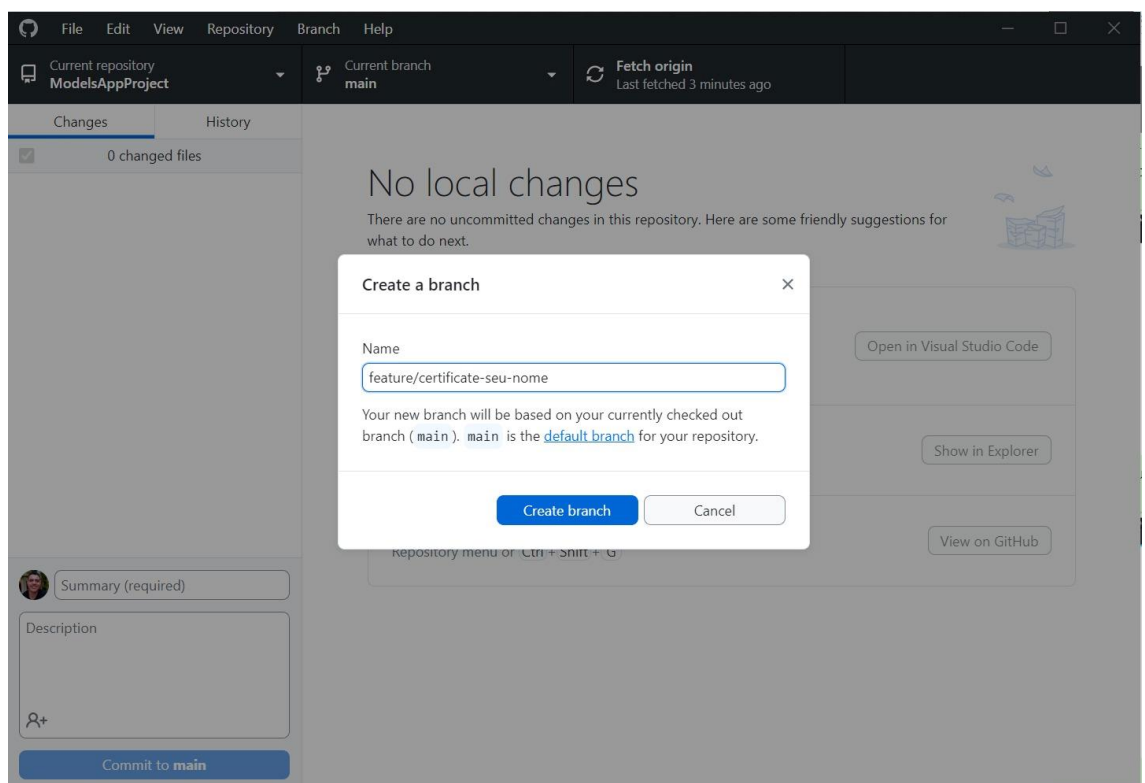 File Edit View Repository Branch Help
Current repository
ModelsAppProject
Current branch
main
Fetch origin
Last fetched 3 minutes ago
Changes History
0 changed files
No local changes
There are no uncommitted changes in this repository. Here are some friendly suggestions for
what to do next.
Create a branch
Name
feature/certificate-seu-nome
Your new branch will be based on your currently checked out
branch (main). main is the default branch for your repository.
Create branch
Cancel
Open in Visual Studio Code
Show in Explorer
View on GitHub
Repository menu or Ctrl + Shift + G
Summary (required)
Description
Commit to main